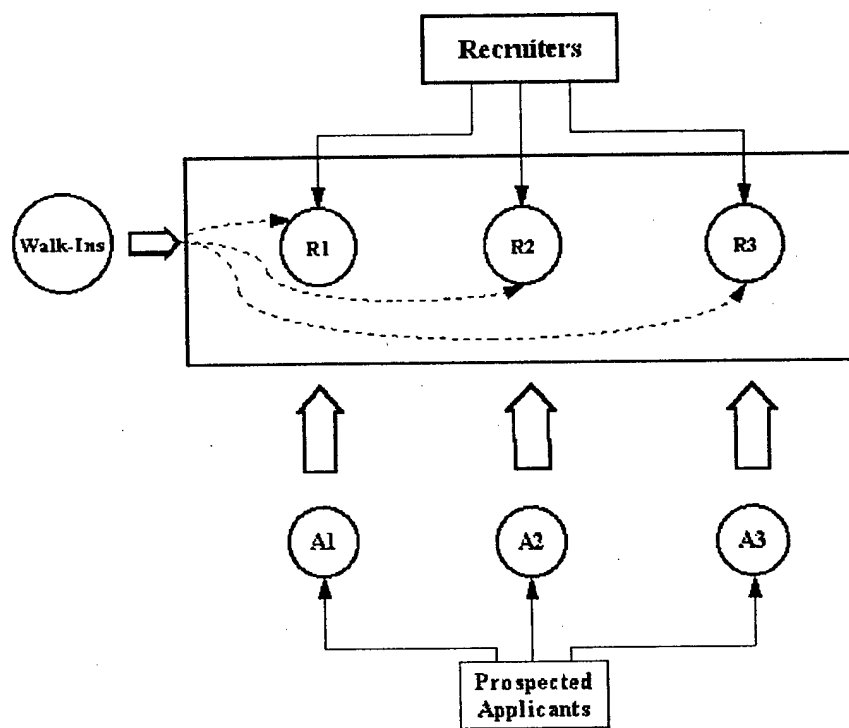 Recruiters
Walk-Ins
R1
R2
R3
A1
A2
A3
Prospected
Applicants